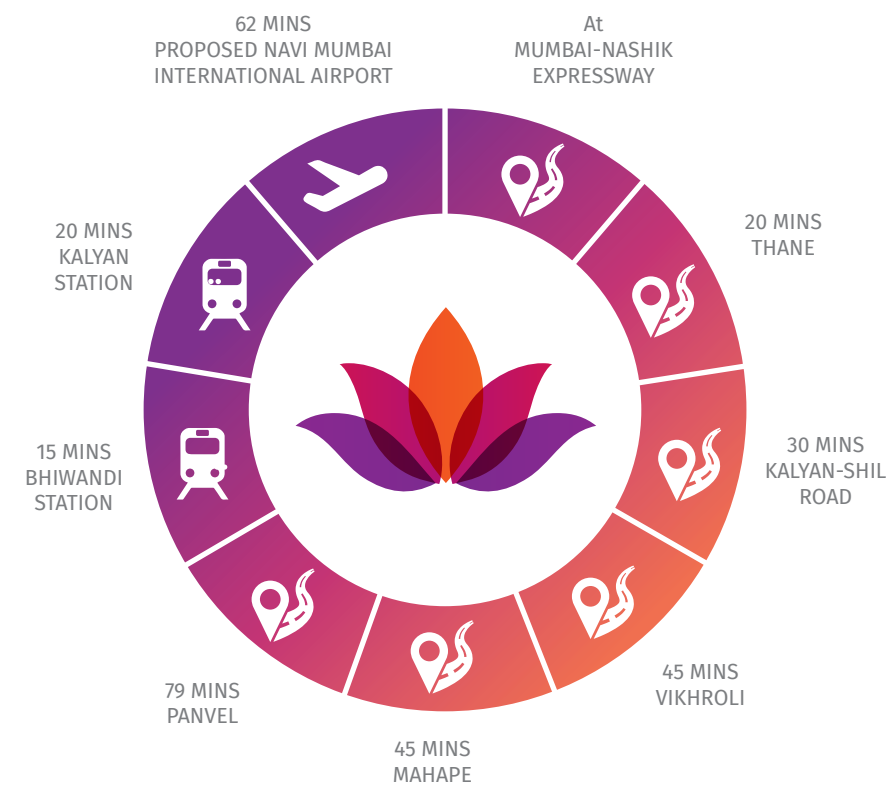 62 MINS
PROPOSED NAVI MUMBAI
INTERNATIONAL AIRPORT
At
MUMBAI-NASHIK
EXPRESSWAY
20 MINS
THANE
30 MINS
KALYAN-SHIL
ROAD
45 MINS
VIKHROLI
45 MINS
MAHAPE
79 MINS
PANVEL
15 MINS
BHIWANDI
STATION
20 MINS
KALYAN
STATION